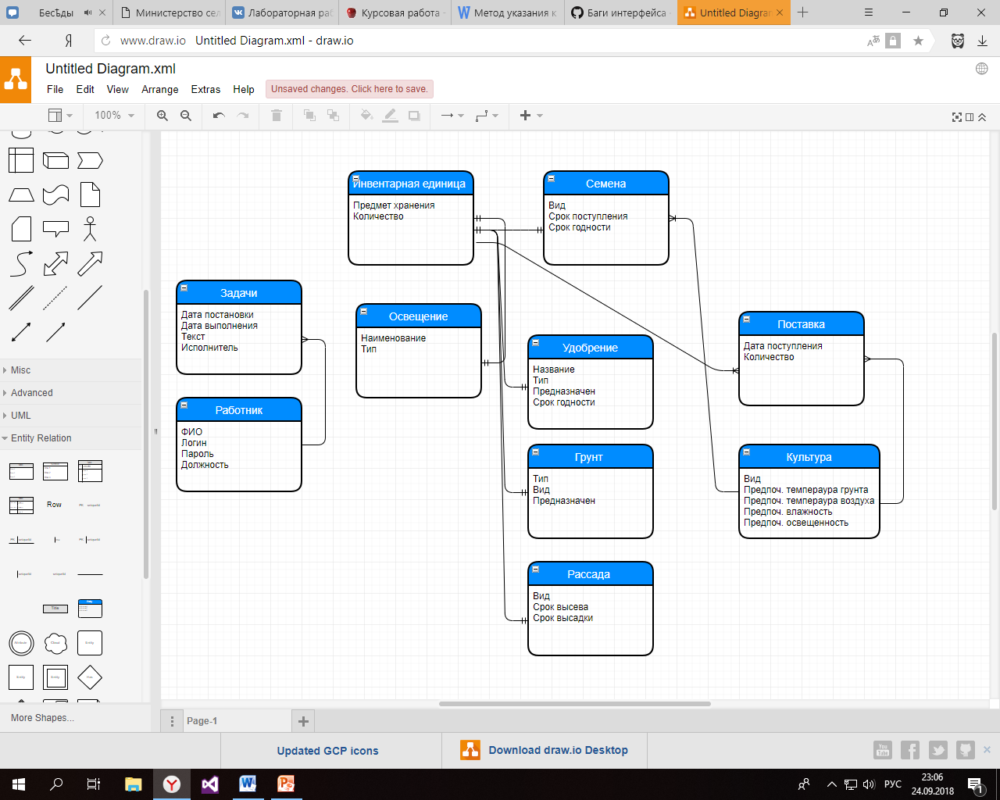 Бесѣды
Министерство сел
Лабораторная ра
Курсовая работа -
Метод указания к
Баги интерфейса
Untitled Diagram
www.draw.io Untitled Diagram.xml - draw.io
Untitled Diagram.xml
File Edit View Arrange Extras Help
Unsaved changes. Click here to save.
100%
Инвентарная единица
Предмет хранения
Количество
Семена
Вид
Срок поступления
Срок годности
Задачи
Дата постановки
Дата выполнения
Текст
Исполнитель
Освещение
Наименование
Тип
Поставка
Дата поступления
Количество
Удобрение
Название
Тип
Предназначен
Срок годности
Работник
ФИО
Логин
Пароль
Должность
Грунт
Тип
Вид
Предназначен
Культура
Вид
Предпоч. темпераура грунта
Предпоч. темпераура воздуха
Предпоч. влажность
Предпоч. освещенность
Рассада
Вид
Срок высева
Срок высадки
Misc
Advanced
UML
Entity Relation
Row
Title
More Shapes...
Page-1
Updated GCP icons
Download draw.io Desktop
You
Tube
РУС
23:06
24.09.2018
1